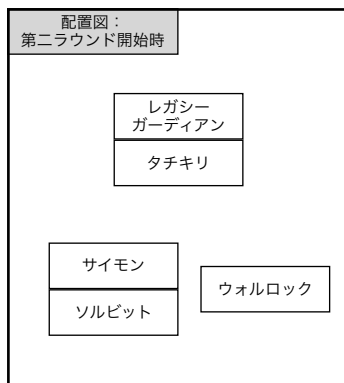 配置図：
第二ラウンド開始時
レガシー
ガーディアン
タチキリ
サイモン
ソルビット
ウォルロック